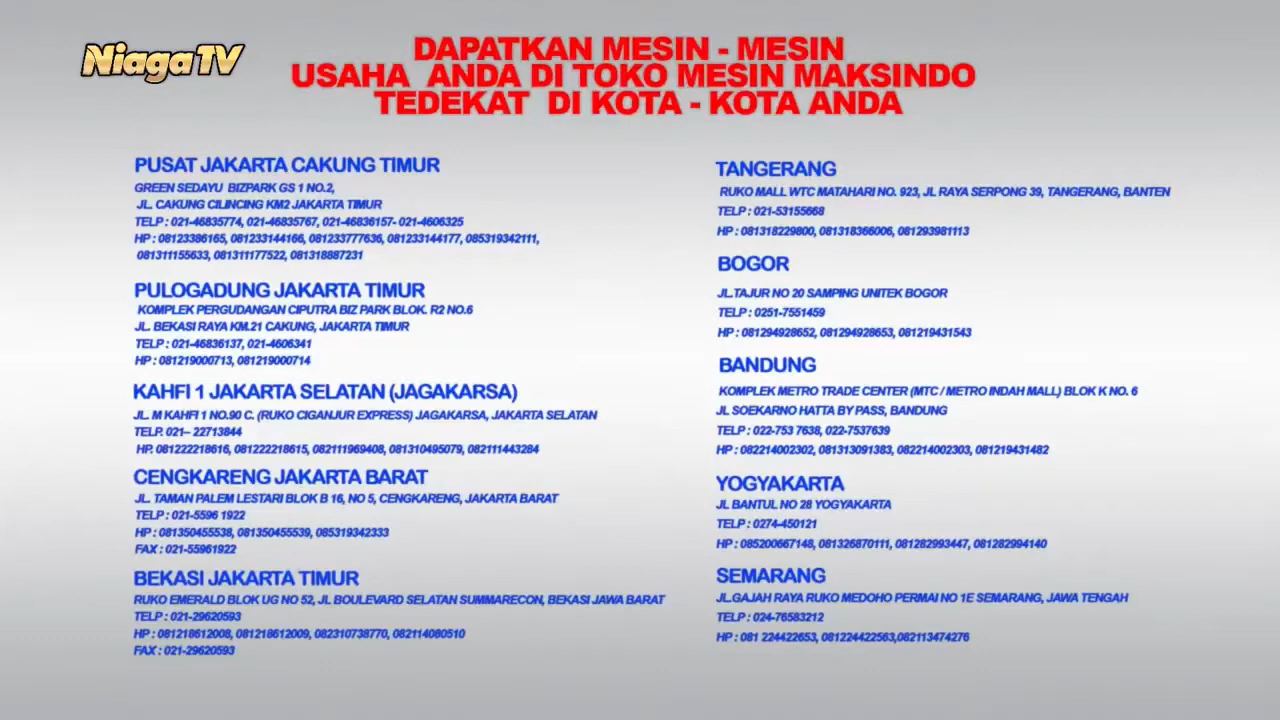 NiagaTV
DAPATKAN MESIN - MESIN
USAHA ANDA DI TOKO MESIN MAKSINDO
TEDEKAT DI KOTA - KOTA ANDA
PUSAT JAKARTA CAKUNG TIMUR
GREEN SEDAYU BIZPARK GS 1 NO.2,
JL. CAKUNG CILINCING KM2 JAKARTA TIMUR
TELP : 021-46835774, 021-46835767, 021-46836157- 021-4606325
HP : 08123386165, 081233144166, 081233777636, 081233144177, 085319342111,
081311155633, 081311177522, 081318887231
PULOGADUNG JAKARTA TIMUR
KOMPLEK PERGUDANGAN CIPUTRA BIZ PARK BLOK. R2 NO.6
JL. BEKASI RAYA KM.21 CAKUNG, JAKARTA TIMUR
TELP : 021-46836137, 021-4606341
HP : 081219000713, 081219000714
KAHFI 1 JAKARTA SELATAN (JAGAKARSA)
JL. M KAHFI 1 NO.90 C. (RUKO CIGANJUR EXPRESS) JAGAKARSA, JAKARTA SELATAN
TELP. 021– 22713844
HP. 081222218616, 081222218615, 082111969408, 081310495079, 082111443284
CENGKARENG JAKARTA BARAT
JL. TAMAN PALEM LESTARI BLOK B 16, NO 5, CENGKARENG, JAKARTA BARAT
TELP : 021-5596 1922
HP : 081350455538, 081350455539, 085319342333
FAX : 021-55961922
BEKASI JAKARTA TIMUR
RUKO EMERALD BLOK UG NO 52, JL BOULEVARD SELATAN SUMMARECON, BEKASI JAWA BARAT
TELP : 021-29620593
HP : 081218612008, 081218612009, 082310738770, 082114080510
FAX : 021-29620593
TANGERANG
RUKO MALL WTC MATAHARI NO. 923, JL RAYA SERPONG 39, TANGERANG, BANTEN
TELP : 021-53155668
HP : 081318229800, 081318366006, 081293981113
BOGOR
JL.TAJUR NO 20 SAMPING UNITEK BOGOR
TELP : 0251-7551459
HP : 081294928652, 081294928653, 081219431543
BANDUNG
KOMPLEK METRO TRADE CENTER (MTC / METRO INDAH MALL) BLOK K NO. 6
JL SOEKARNO HATTA BY PASS, BANDUNG
TELP : 022-753 7638, 022-7537639
HP : 082214002302, 081313091383, 082214002303, 081219431482
YOGYAKARTA
JL BANTUL NO 28 YOGYAKARTA
TELP : 0274-450121
HP : 085200667148, 081326870111, 081282993447, 081282994140
SEMARANG
JL.GAJAH RAYA RUKO MEDOHO PERMAI NO 1E SEMARANG, JAWA TENGAH
TELP : 024-76583212
HP : 081 224422653, 081224422563,082113474276